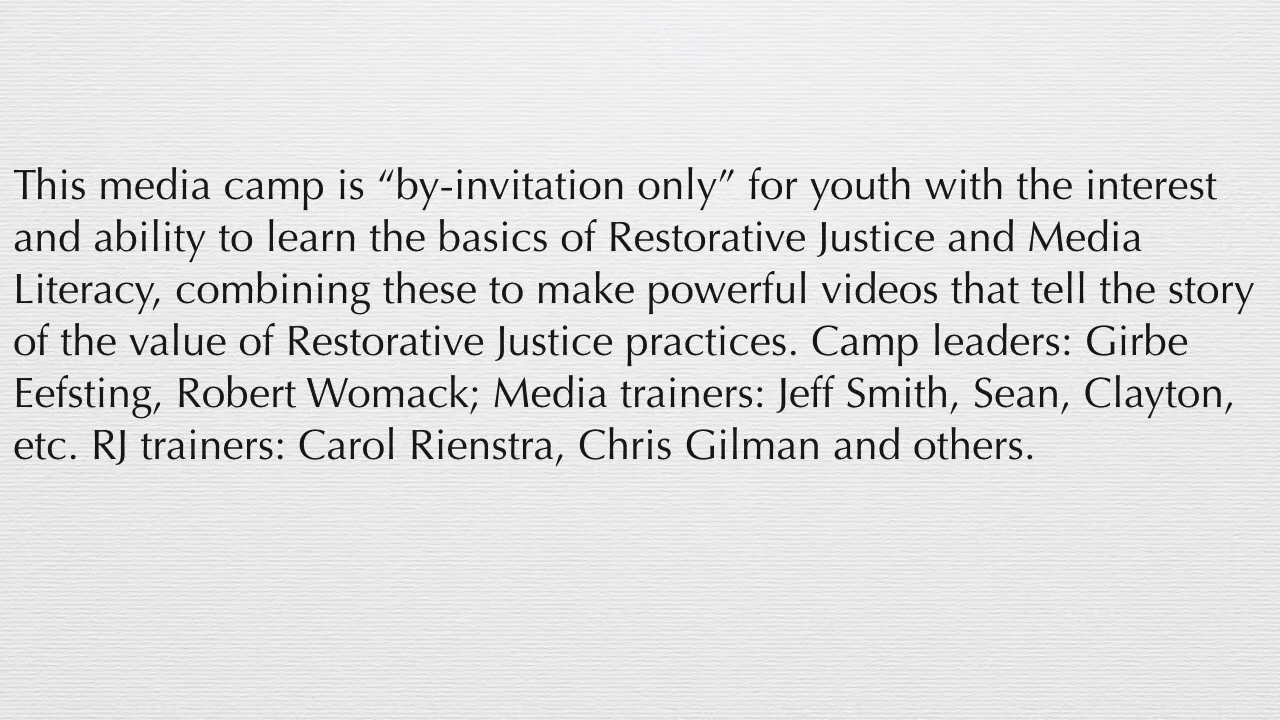 This media camp is “by-invitation only” for youth with the interest
and ability to learn the basics of Restorative Justice and Media
Literacy, combining these to make powerful videos that tell the story
of the value of Restorative Justice practices. Camp leaders: Girbe
Eefsting, Robert Womack; Media trainers: Jeff Smith, Sean, Clayton,
etc. RJ trainers: Carol Rienstra, Chris Gilman and others.